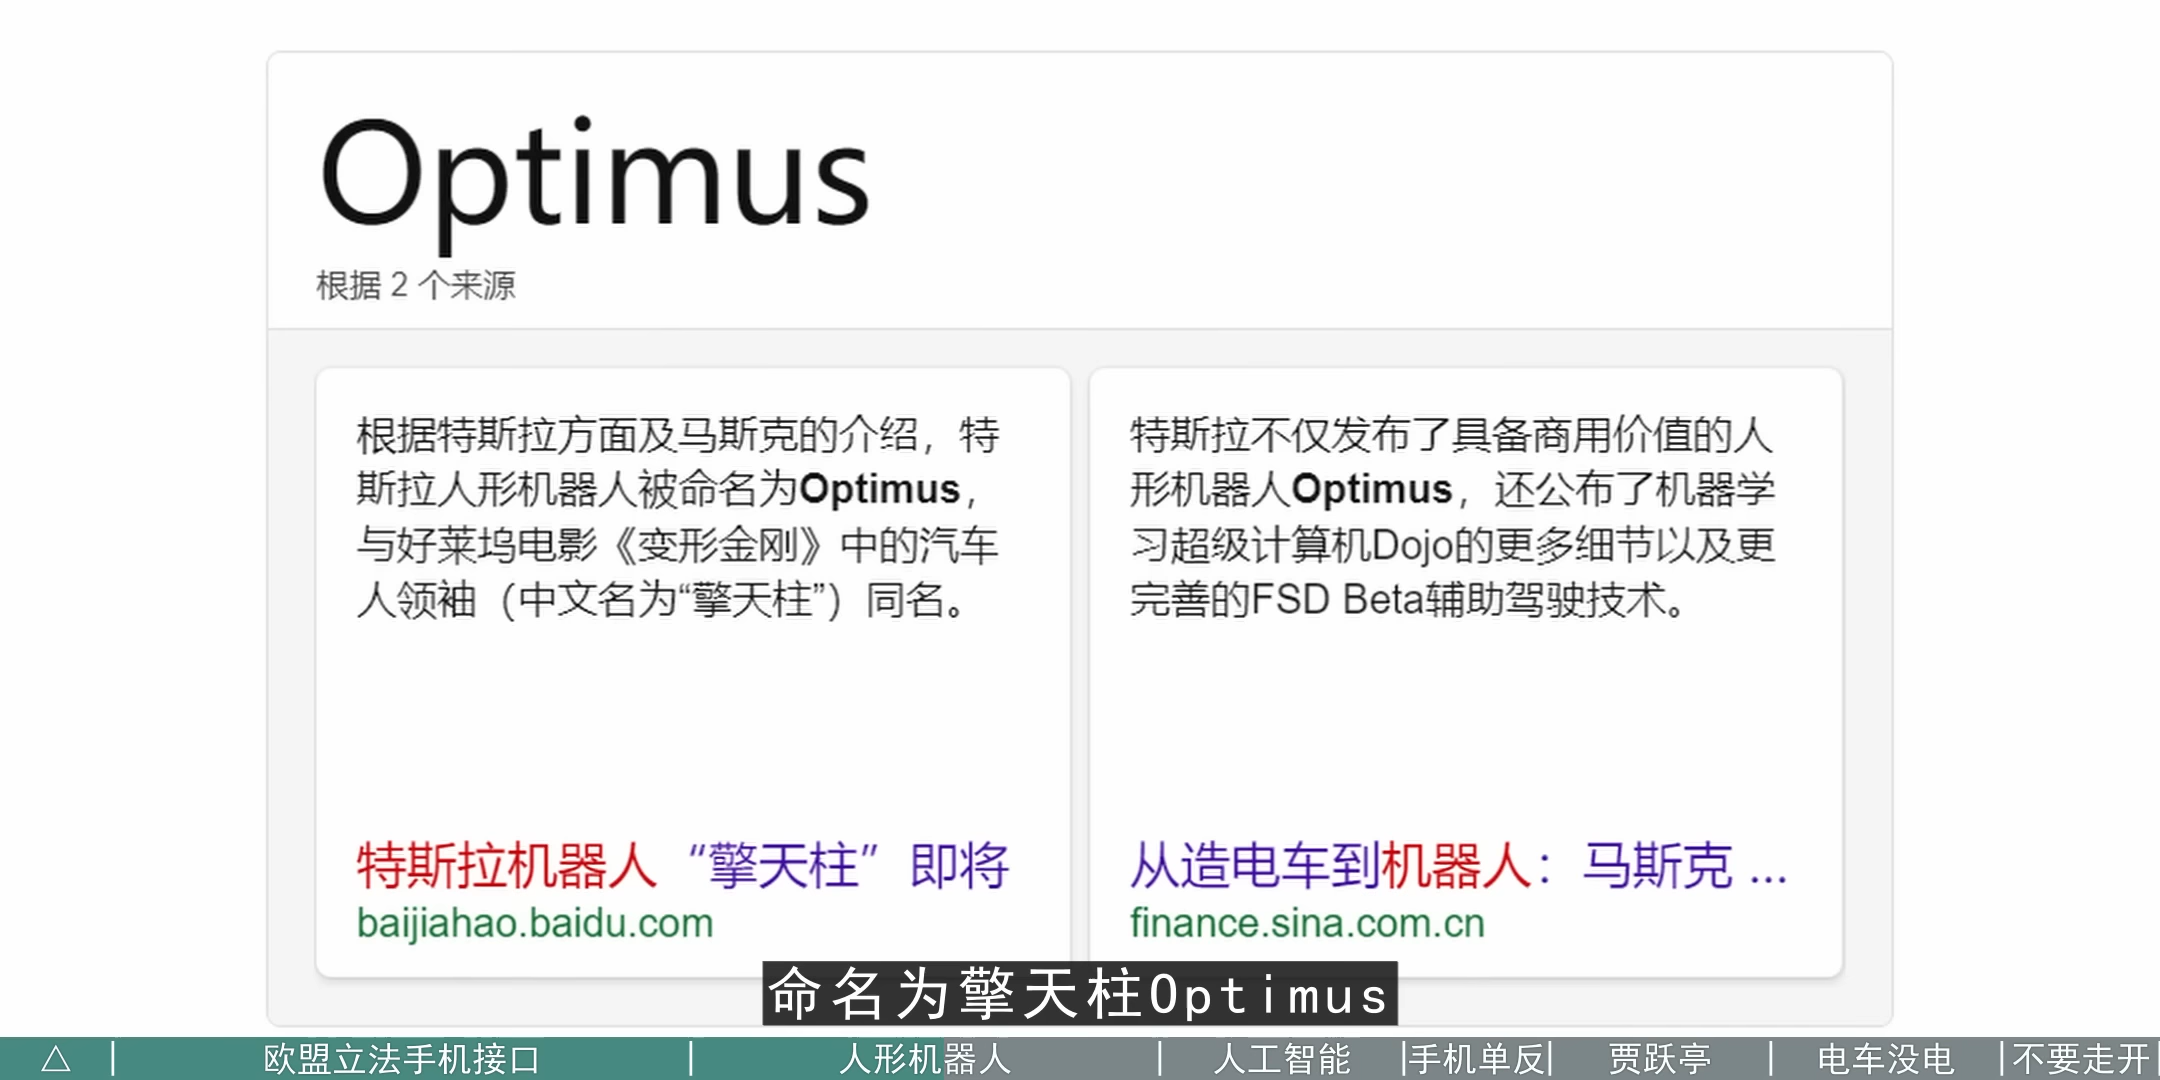 Optimus
根据 2 个来源
根据特斯拉方面及马斯克的介绍，特
斯拉人形机器人被命名为Optimus，
与好莱坞电影《变形金刚》中的汽车
人领袖（中文名为“擎天柱”）同名。
特斯拉机器人 “擎天柱” 即将
baijiahao.baidu.com
特斯拉不仅发布了具备商用价值的人
形机器人Optimus，还公布了机器学
习超级计算机Dojo的更多细节以及更
完善的FSD Beta辅助驾驶技术。
从造电车到机器人：马斯克 ...
finance.sina.com.cn
命名为擎天柱Optimus
△ | 欧盟立法手机接口 | 人形机器人 | 人工智能 |手机单反| 贾跃亭 | 电车没电 |不要走开|